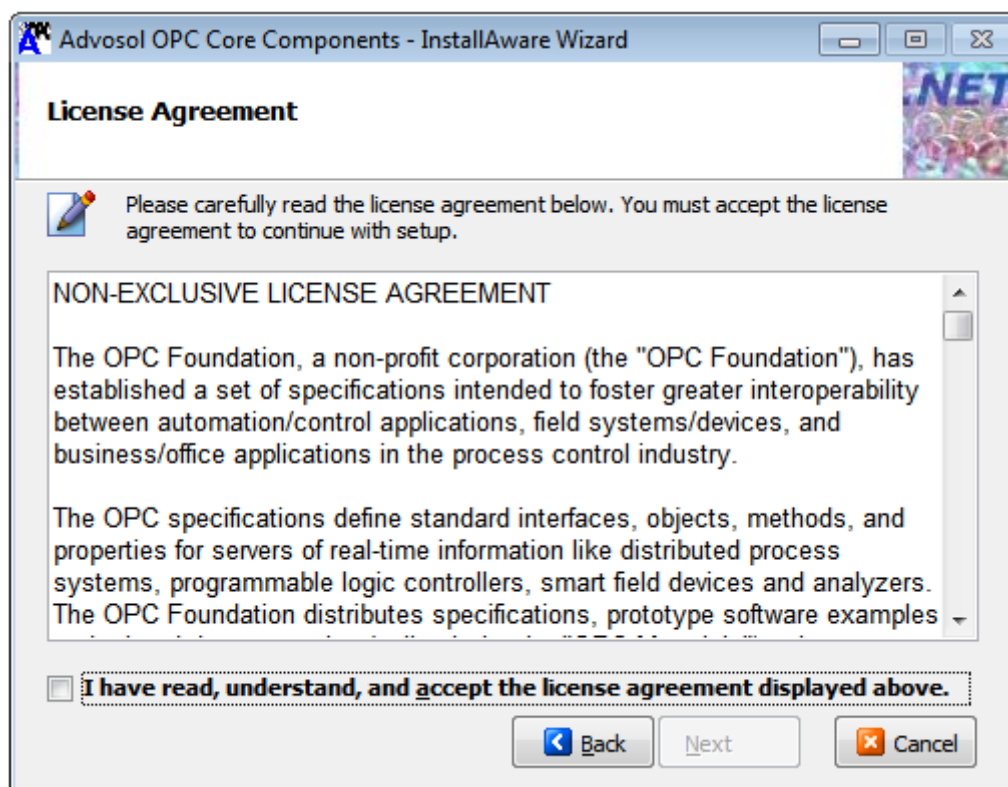 Advosol OPC Core Components - InstallAware Wizard
.NET
License Agreement
Please carefully read the license agreement below. You must accept the license
agreement to continue with setup.
NON-EXCLUSIVE LICENSE AGREEMENT
The OPC Foundation, a non-profit corporation (the "OPC Foundation"), has
established a set of specifications intended to foster greater interoperability
between automation/control applications, field systems/devices, and
business/office applications in the process control industry.
The OPC specifications define standard interfaces, objects, methods, and
properties for servers of real-time information like distributed process
systems, programmable logic controllers, smart field devices and analyzers.
The OPC Foundation distributes specifications, prototype software examples
I have read, understand, and accept the license agreement displayed above.
Back
Next
Cancel